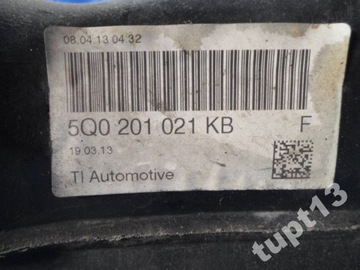 08.04.13 04:32
5Q0 201 021 KB F
19.03.13
TI Automotive
tupt13